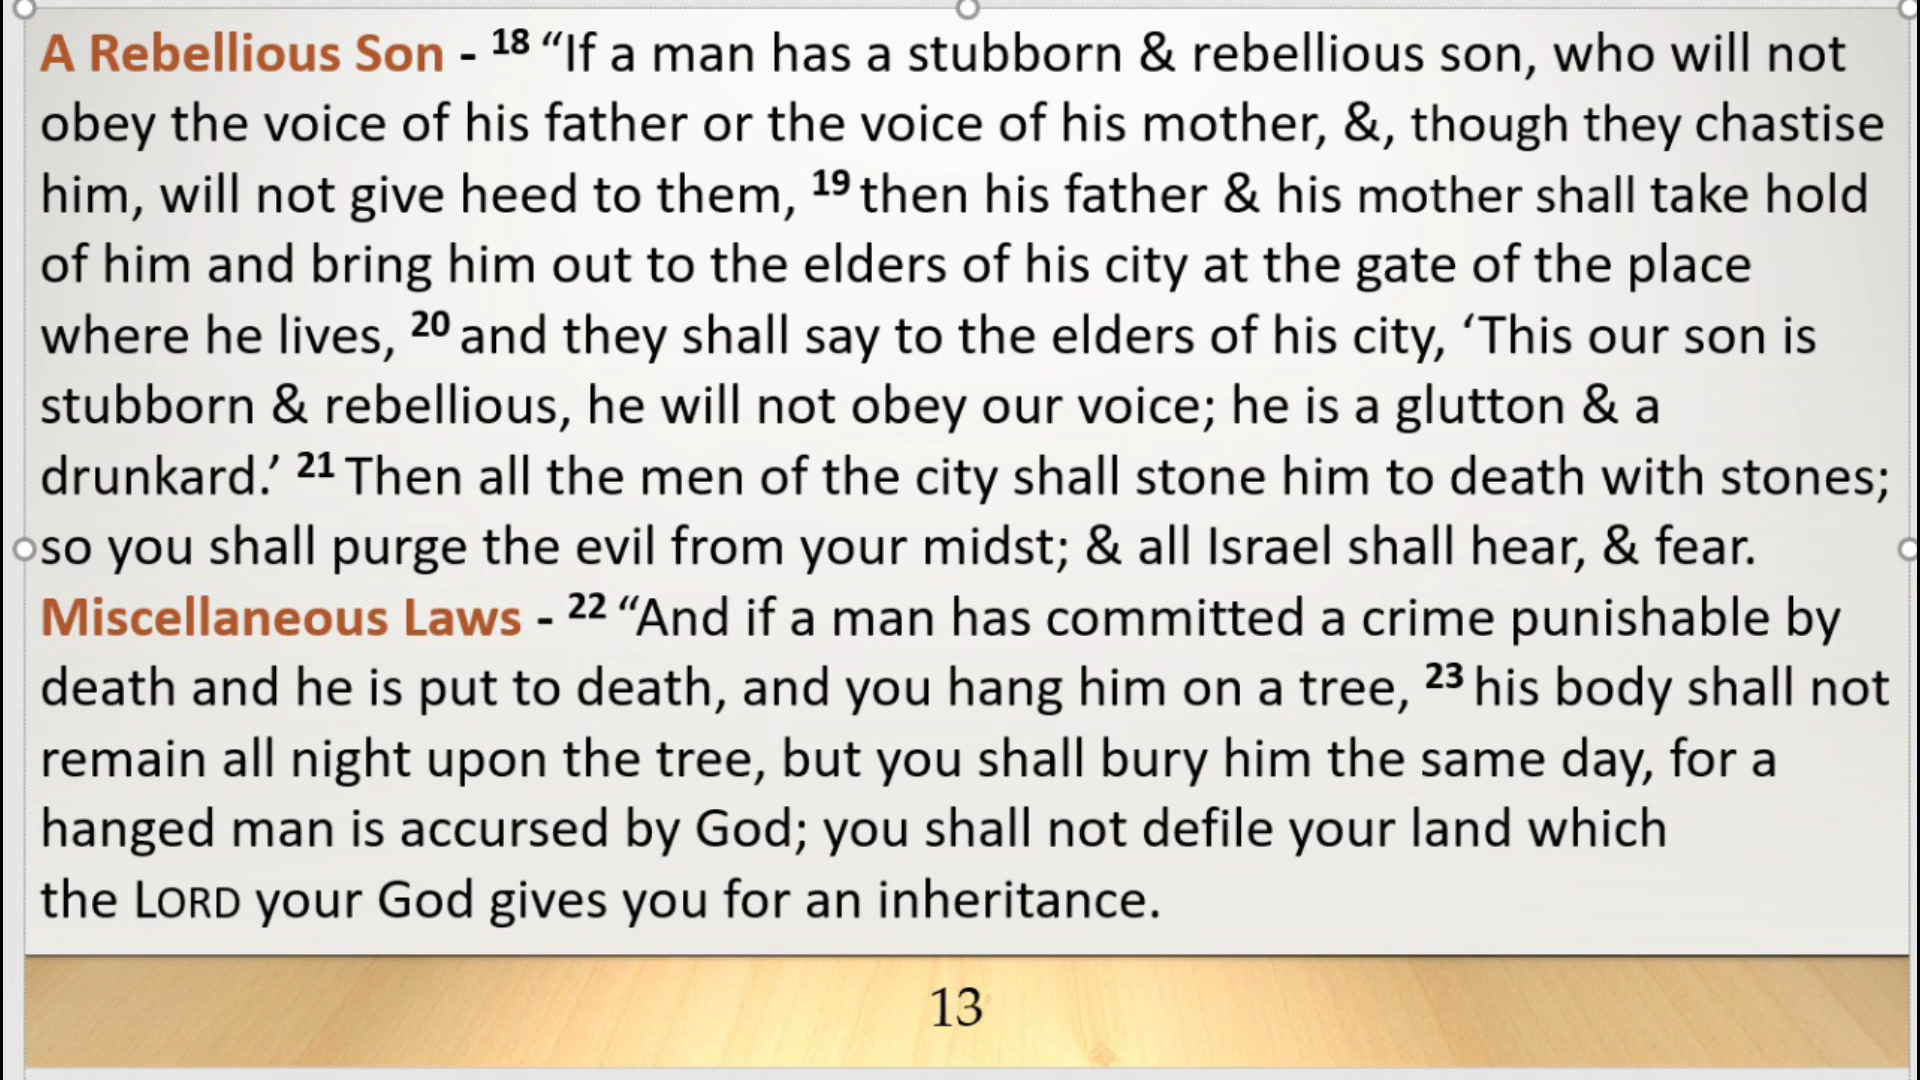 A Rebellious Son - 18 “If a man has a stubborn & rebellious son, who will not
obey the voice of his father or the voice of his mother, &, though they chastise
him, will not give heed to them, 19 then his father & his mother shall take hold
of him and bring him out to the elders of his city at the gate of the place
where he lives, 20 and they shall say to the elders of his city, ‘This our son is
stubborn & rebellious, he will not obey our voice; he is a glutton & a
drunkard.’ 21 Then all the men of the city shall stone him to death with stones;
so you shall purge the evil from your midst; & all Israel shall hear, & fear.
Miscellaneous Laws - 22 “And if a man has committed a crime punishable by
death and he is put to death, and you hang him on a tree, 23 his body shall not
remain all night upon the tree, but you shall bury him the same day, for a
hanged man is accursed by God; you shall not defile your land which
the LORD your God gives you for an inheritance.
13